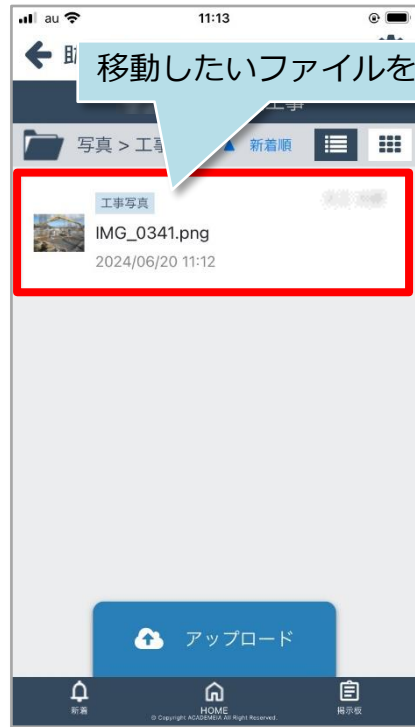 au
11:13
移動したいファイルを
工事
写真 > 工事
▲ 新着順
工事写真
IMG_0341.png
2024/06/20 11:12
アップロード
新着
HOME
掲示板
© Copyright ACADEMEIA All Right Reserved.